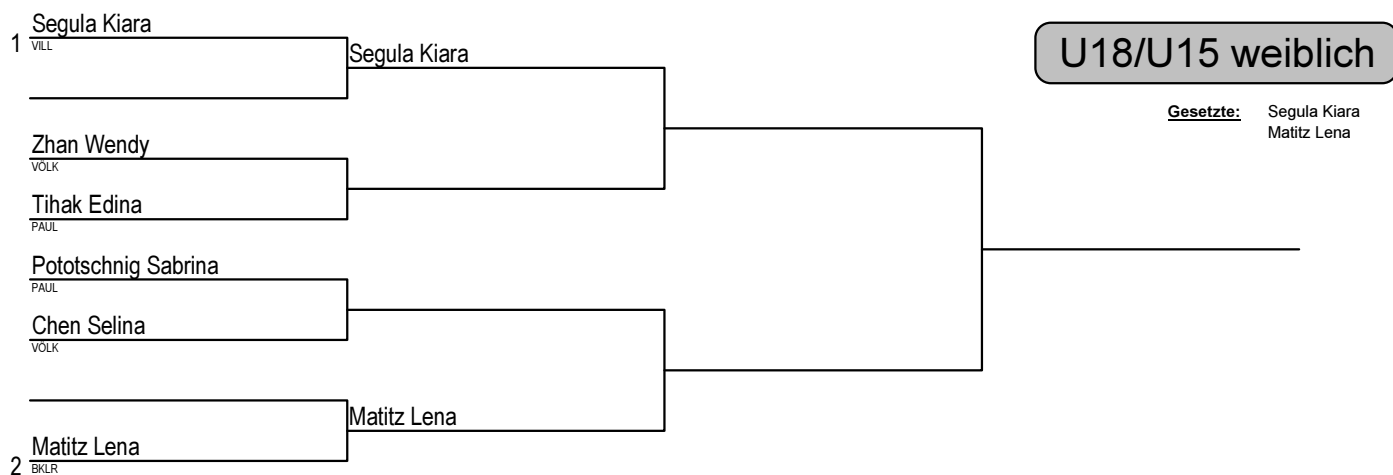 Segula Kiara
1 VILL
Segula Kiara
Zhan Wendy
VÖLK
Tihak Edina
PAUL
Pototschnig Sabrina
PAUL
Chen Selina
VÖLK
Matitz Lena
Matitz Lena
2 BKLR
U18/U15 weiblich
Gesetzte: Segula Kiara
Matitz Lena